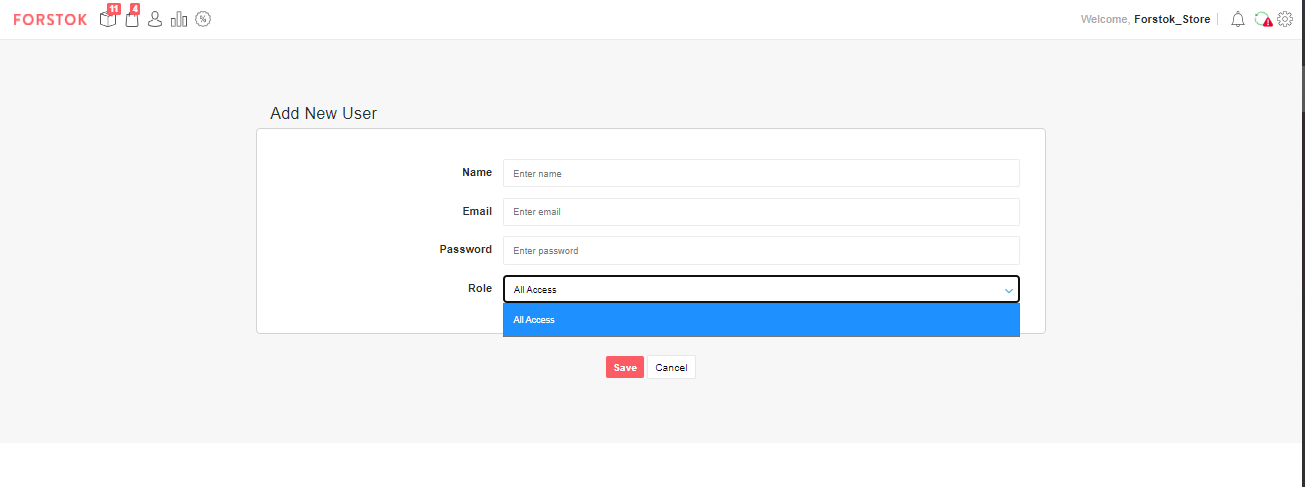 FORSTOK 11 4 Welcome, Forstok_Store
Add New User
Name Enter name
Email Enter email
Password Enter password
Role All Access
All Access
Save Cancel